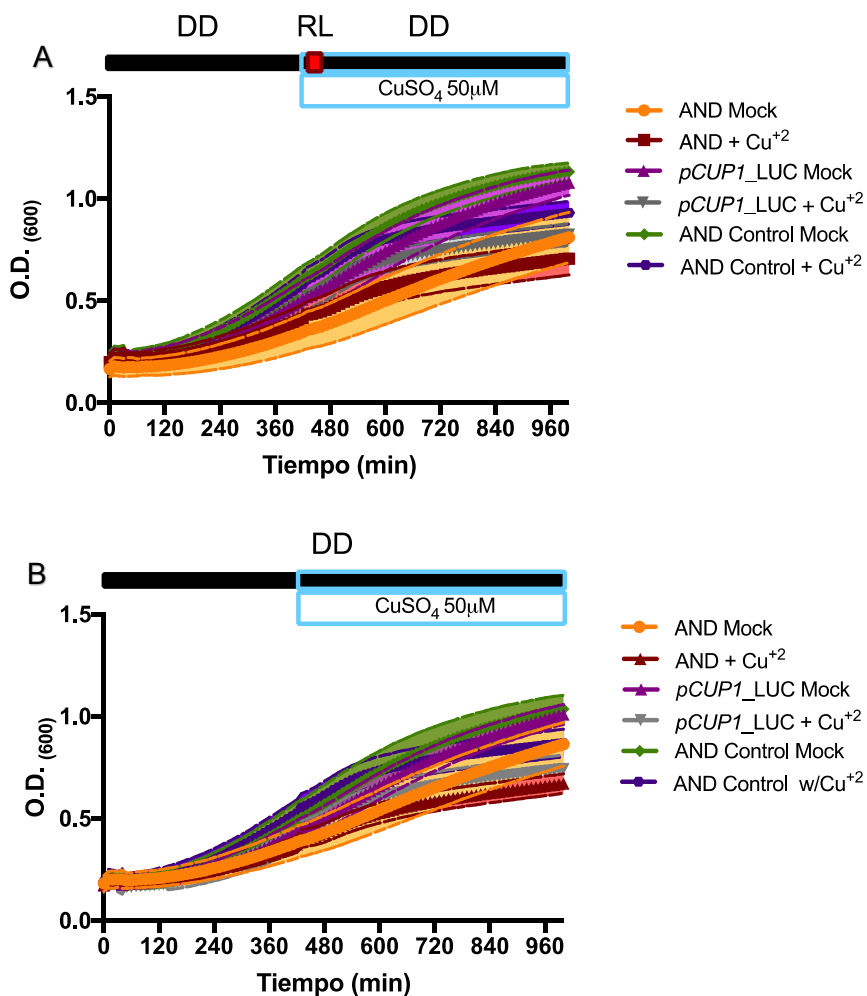 DD RL DD
A
CuSO4 50µM
1.5
1.0
0.5
0.0
O.D. (600)
0 120 240 360 480 600 720 840 960
Tiempo (min)
AND Mock
AND + Cu+2
pCUP1_LUC Mock
pCUP1_LUC + Cu+2
AND Control Mock
AND Control + Cu+2
DD
B
CuSO4 50µM
1.5
1.0
0.5
0.0
O.D. (600)
0 120 240 360 480 600 720 840 960
Tiempo (min)
AND Mock
AND + Cu+2
pCUP1_LUC Mock
pCUP1_LUC + Cu+2
AND Control Mock
AND Control w/Cu+2